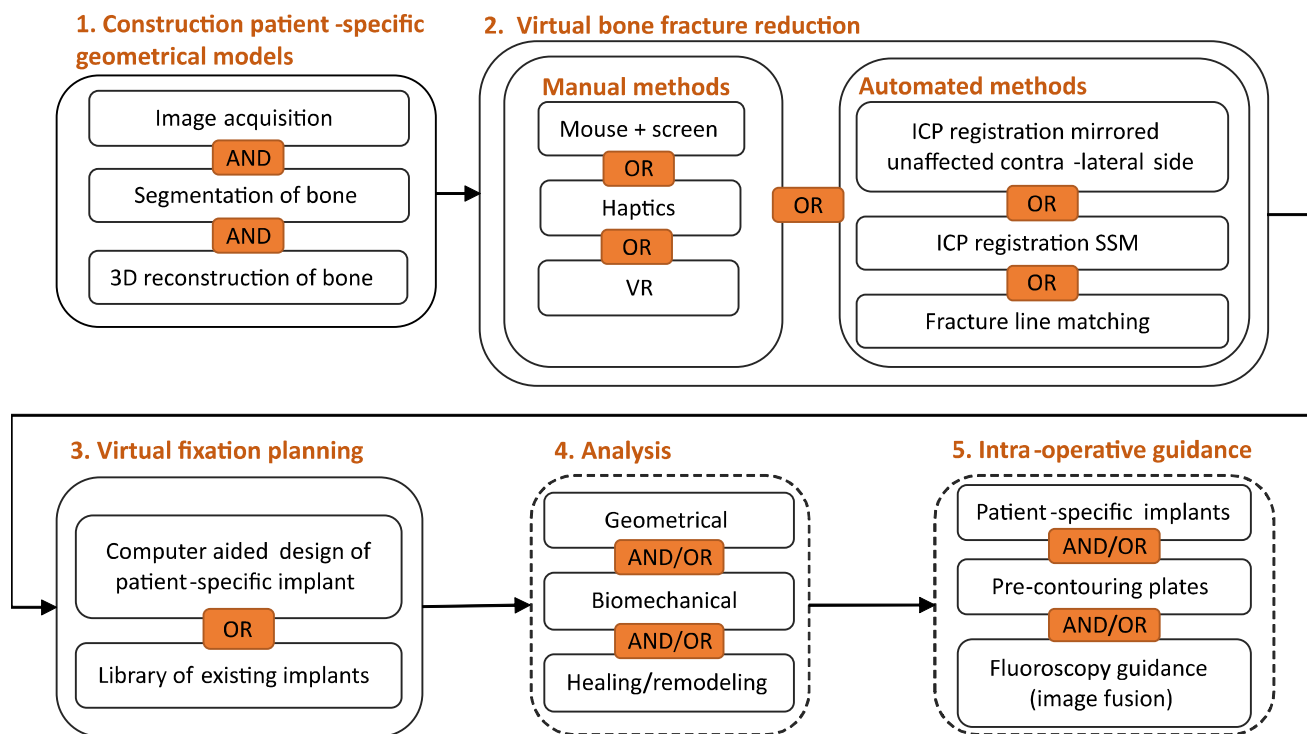 1. Construction patient-specific
geometrical models
Image acquisition
AND
Segmentation of bone
AND
3D reconstruction of bone
2. Virtual bone fracture reduction
Manual methods
Mouse + screen
OR
Haptics
OR
VR
OR
Automated methods
ICP registration mirrored
unaffected contra-lateral side
OR
ICP registration SSM
OR
Fracture line matching
3. Virtual fixation planning
Computer aided design of
patient-specific implant
OR
Library of existing implants
4. Analysis
Geometrical
AND/OR
Biomechanical
AND/OR
Healing/remodeling
5. Intra-operative guidance
Patient-specific implants
AND/OR
Pre-contouring plates
AND/OR
Fluoroscopy guidance
(image fusion)